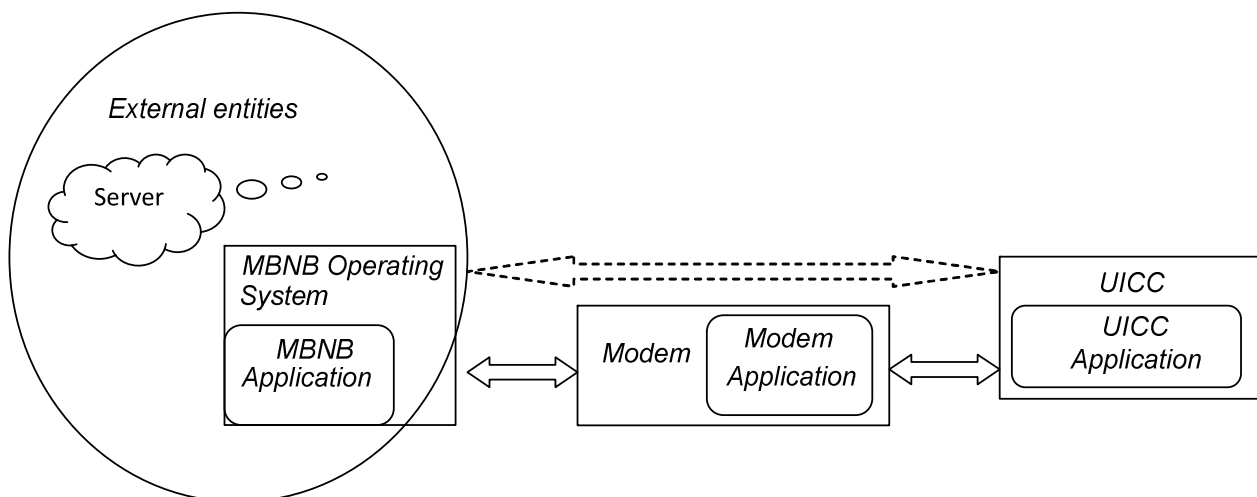 External entities
Server
MBNB Operating
System
MBNB
Application
Modem
Modem
Application
UICC
UICC
Application